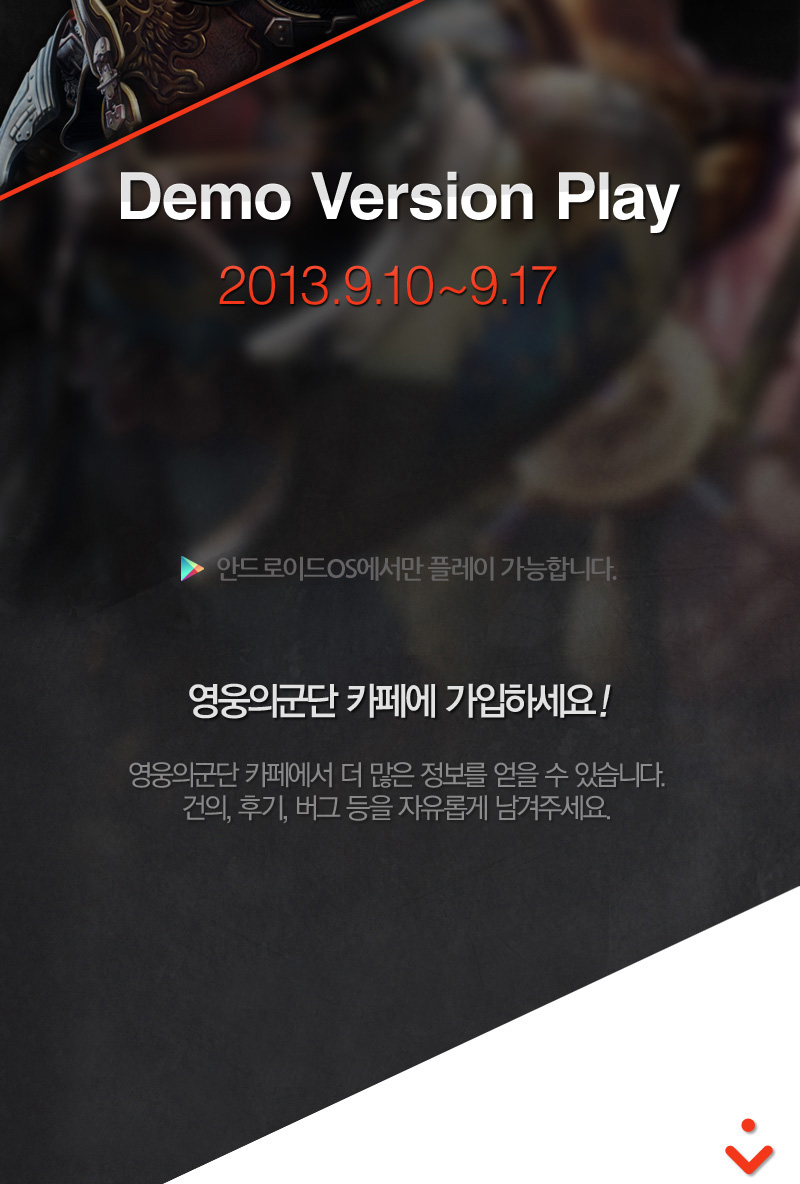 Demo Version Play
2013.9.10~9.17
안드로이드OS에서만 플레이 가능합니다.
영웅의군단 카페에 가입하세요!
영웅의군단 카페에서 더 많은 정보를 얻을 수 있습니다.
건의, 후기, 버그 등을 자유롭게 남겨주세요.